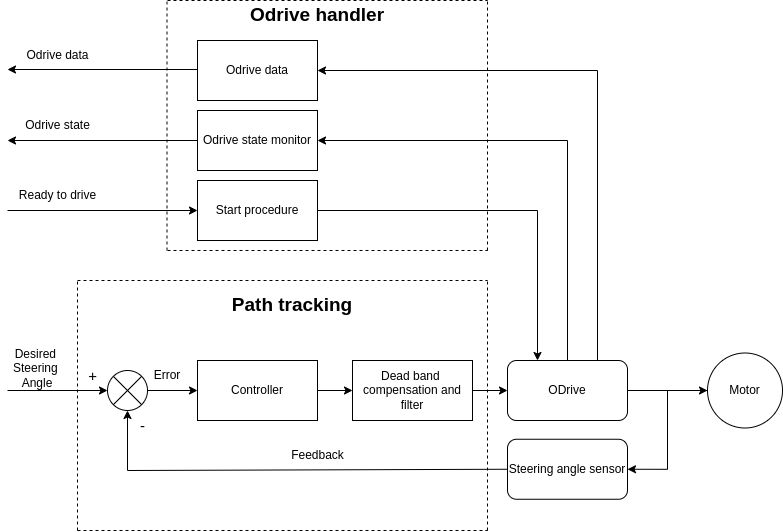 Odrive handler
Odrive data
Odrive data
Odrive state
Odrive state monitor
Ready to drive
Start procedure
Path tracking
Desired
Steering
Angle
+
Error
Controller
Dead band
compensation and
filter
ODrive
Motor
-
Feedback
Steering angle sensor